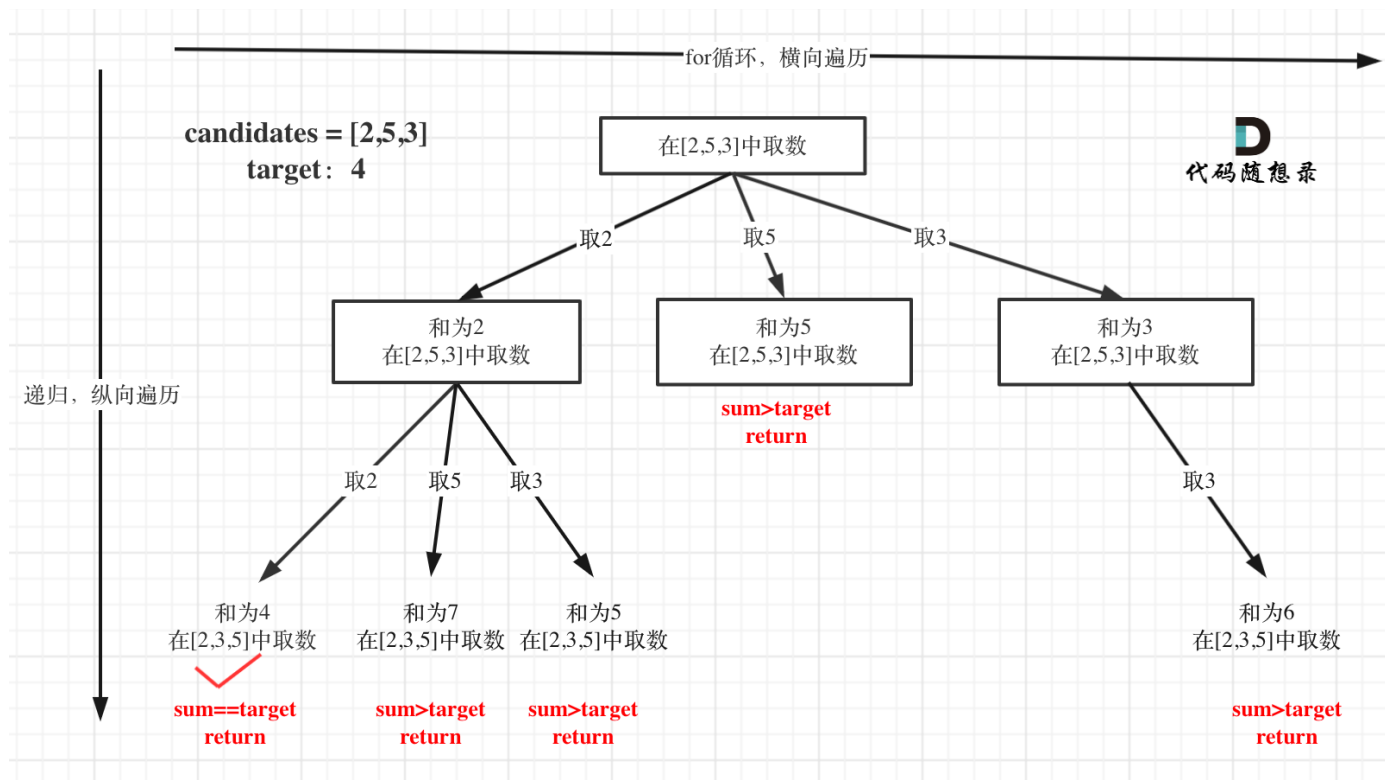 for循环，横向遍历
candidates = [2,5,3]
target：4
在[2,5,3]中取数
代码随想录
取2
取5
取3
和为2
在[2,5,3]中取数
和为5
在[2,5,3]中取数
和为3
在[2,5,3]中取数
递归，纵向遍历
sum>target
return
取2
取5
取3
取3
和为4
在[2,3,5]中取数
和为7
在[2,3,5]中取数
和为5
在[2,3,5]中取数
和为6
在[2,3,5]中取数
sum==target
return
sum>target
return
sum>target
return
sum>target
return